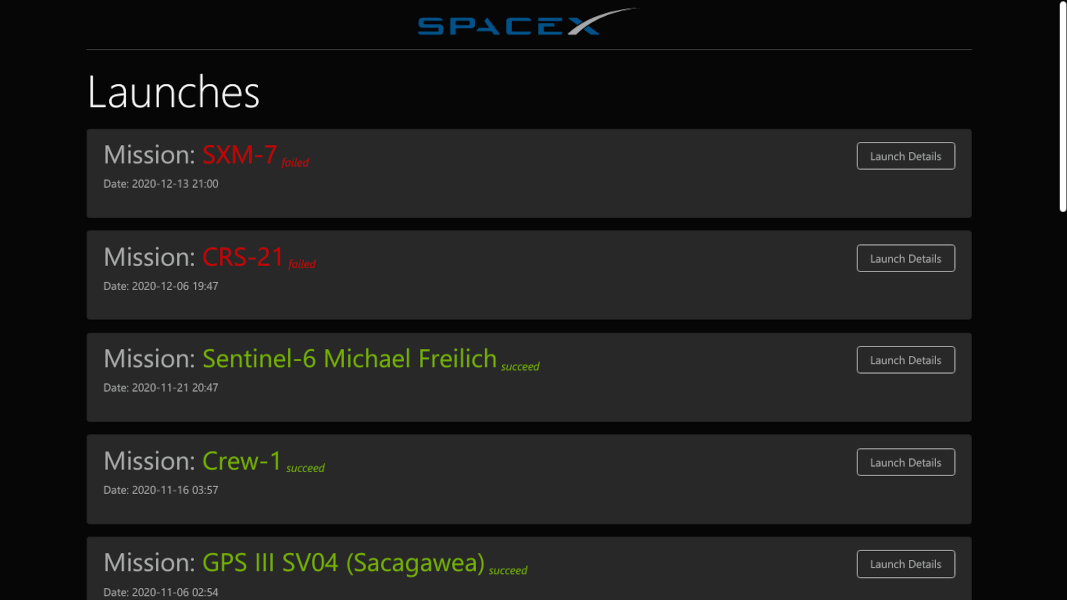 SPACEX
Launches
Mission: SXM-7 failed
Launch Details
Date: 2020-12-13 21:00
Mission: CRS-21 failed
Launch Details
Date: 2020-12-06 19:47
Mission: Sentinel-6 Michael Freilich succeed
Launch Details
Date: 2020-11-21 20:47
Mission: Crew-1 succeed
Launch Details
Date: 2020-11-16 03:57
Mission: GPS III SV04 (Sacagawea) succeed
Launch Details
Date: 2020-11-06 02:54